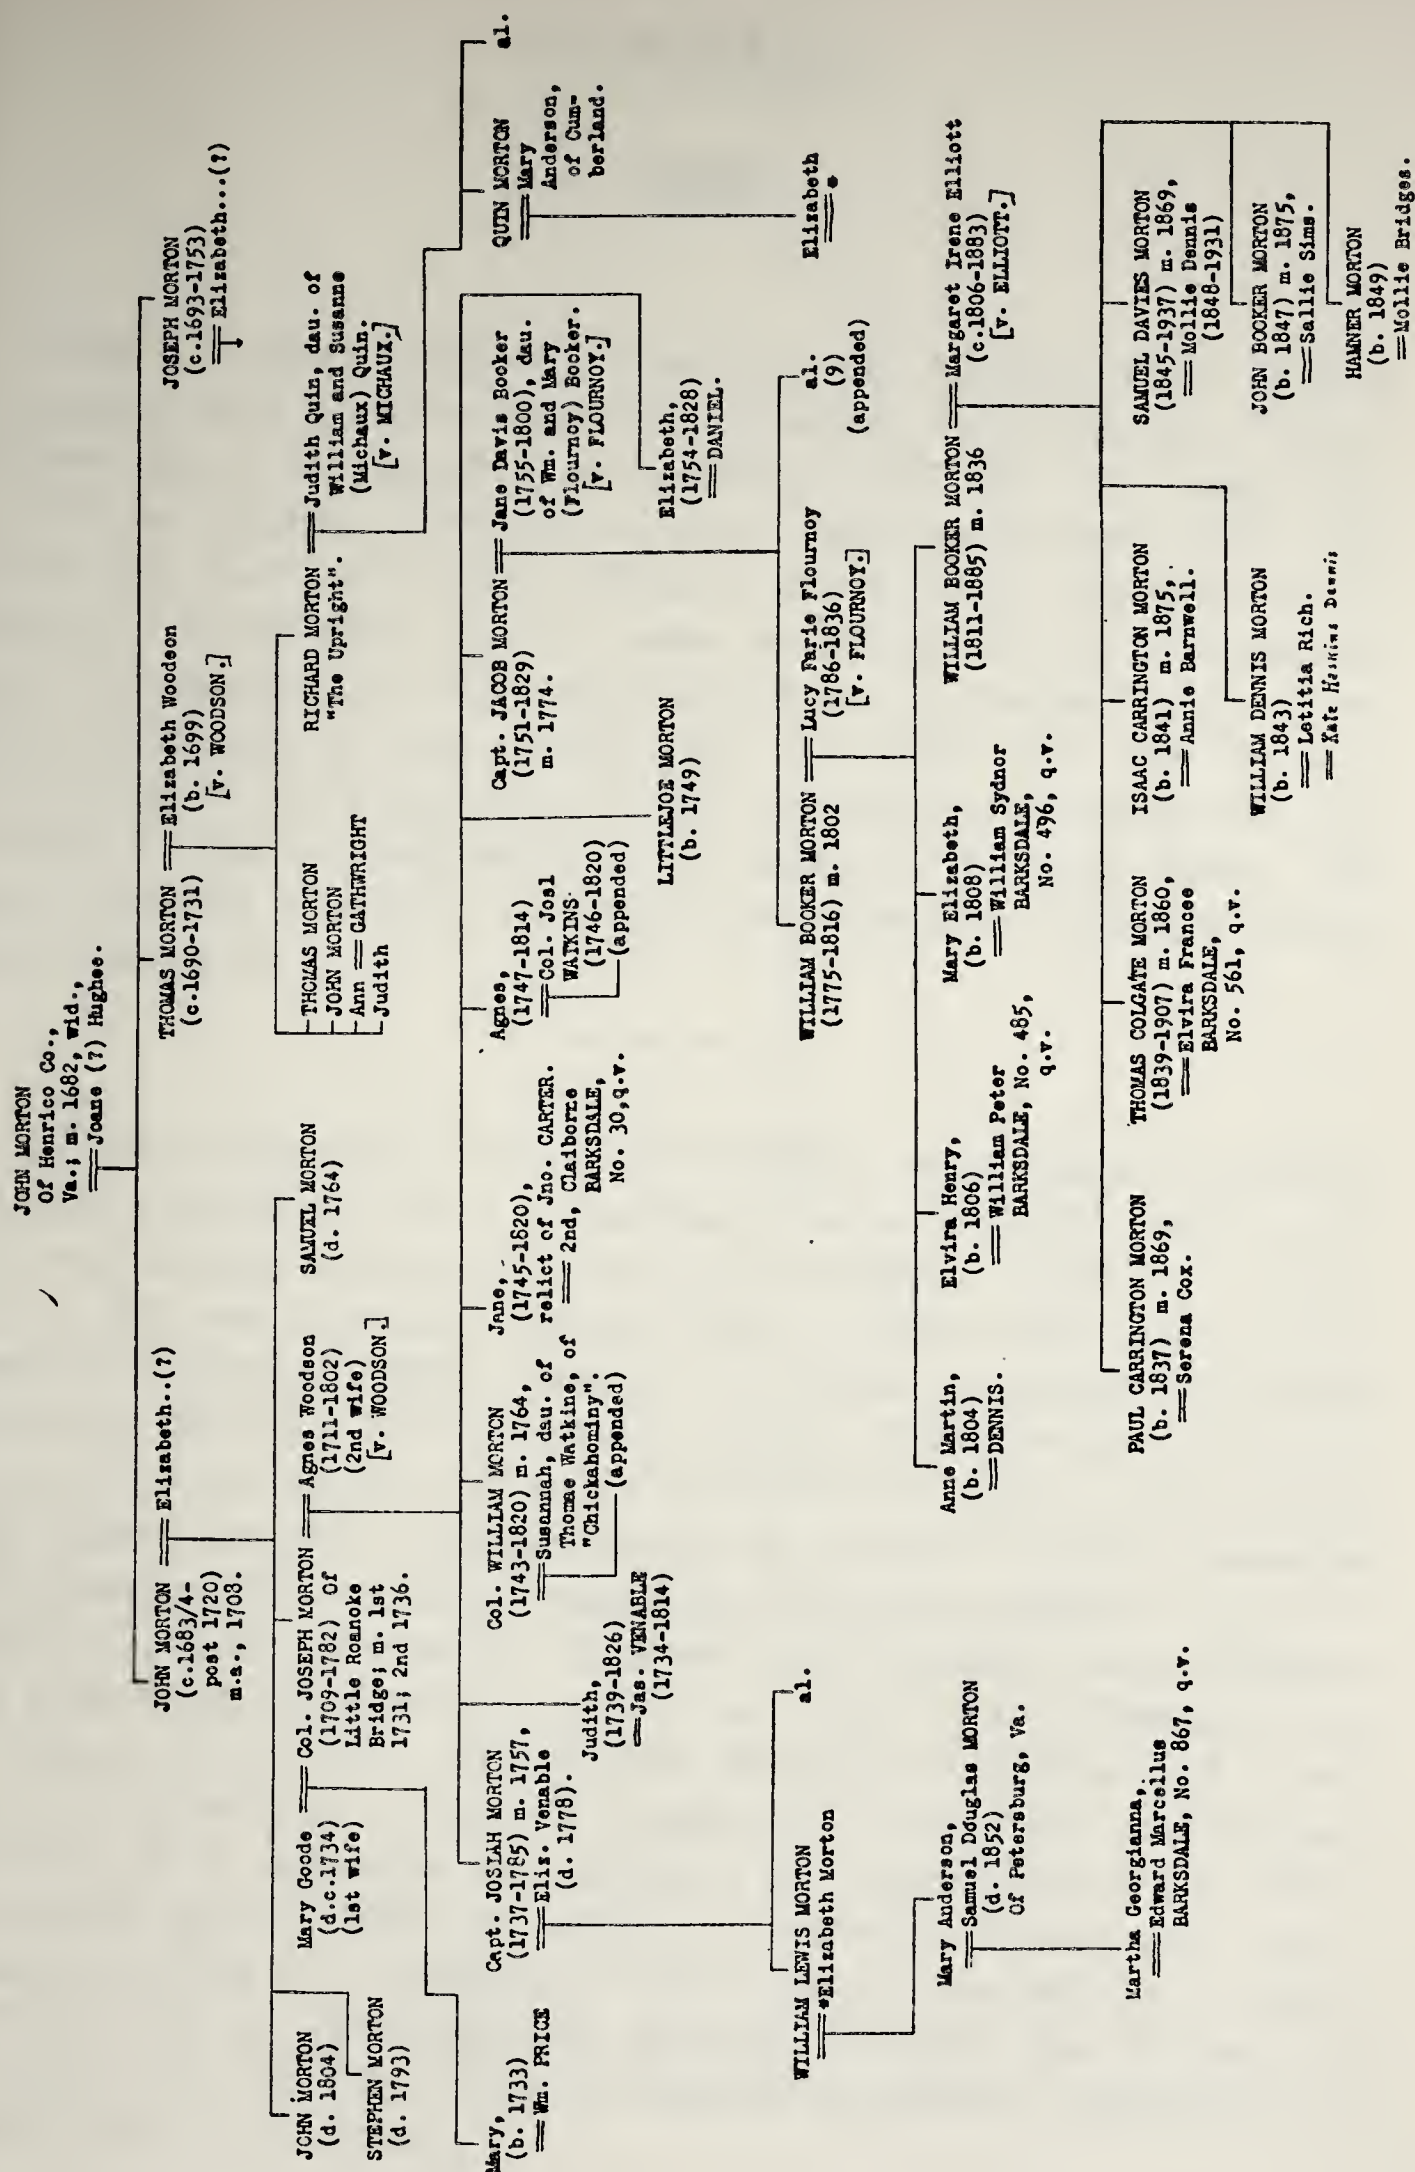 JOHN MORTON
Of Henrico Co.,
Va.; m. 1682, wid.,
Joane (?) Hughes.
JOHN MORTON
(c.1683/4-
post 1720)
m.a., 1708.
Elizabeth..(?)
THOMAS MORTON
(c.1690-1731)
Elizabeth Woodson
(b. 1699)
[v. WOODSON.]
JOSEPH MORTON
(c.1693-1753)
Elizabeth...(?)
JOHN MORTON
(d. 1804)
STEPHEN MORTON
(d. 1793)
Mary Goode
(d.c.1734)
(1st wife)
Col. JOSEPH MORTON
(1709-1782) of
Little Roanoke
Bridge; m. 1st
1731; 2nd 1736.
Agnes Woodson
(1711-1802)
(2nd wife)
[v. WOODSON.]
SAMUEL MORTON
(d. 1764)
THOMAS MORTON
JOHN MORTON
Ann = GATHWRIGHT
Judith
RICHARD MORTON
"The Upright".
Judith Quin, dau. of
William and Susanne
(Michaux) Quin.
[v. MICHAUX.]
Mary,
(b. 1733)
Wm. PRICE
Capt. JOSIAH MORTON
(1737-1785) m. 1757,
Eliz. Venable
(d. 1778).
Judith,
(1739-1826)
Jas. VENABLE
(1734-1814)
Col. WILLIAM MORTON
(1743-1820) m. 1764,
Susannah, dau. of
Thomas Watkins, of
"Chickahominy".
(appended)
Jane,
(1745-1820),
relict of Jno. CARTER.
2nd, Claiborne
BARKSDALE,
No. 30, q.v.
Agnes,
(1747-1814)
Col. Joel
WATKINS
(1746-1820)
(appended)
LITTLEJOE MORTON
(b. 1749)
Capt. JACOB MORTON
(1751-1829)
m. 1774.
Jane Davis Booker
(1755-1800), dau.
of Wm. and Mary
(Flournoy) Booker.
[v. FLOURNOY.]
Elizabeth,
(1754-1828)
DANIEL.
QUIN MORTON
Mary
Anderson,
of Cum-
berland.
al.
WILLIAM LEWIS MORTON
*Elizabeth Morton
al.
WILLIAM BOOKER MORTON
(1775-1816) m. 1802
Lucy Farie Flournoy
(1786-1836)
[v. FLOURNOY.]
al.
(9)
(appended)
Elizabeth
*
Mary Anderson,
Samuel Douglas MORTON
(d. 1852)
Of Petersburg, Va.
Anne Martin,
(b. 1804)
DENNIS.
Elvira Henry,
(b. 1806)
William Peter
BARKSDALE, No. 485,
q.v.
Mary Elizabeth,
(b. 1808)
William Sydnor
BARKSDALE,
No. 496, q.v.
WILLIAM BOOKER MORTON
(1811-1885) m. 1836
Margaret Irene Elliott
(c.1806-1883)
[v. ELLIOTT.]
Martha Georgianna,
Edward Marcellus
BARKSDALE, No. 867, q.v.
PAUL CARRINGTON MORTON
(b. 1837) m. 1869,
Serena Cox.
THOMAS COLGATE MORTON
(1839-1907) m. 1860,
Elvira Frances
BARKSDALE,
No. 561, q.v.
ISAAC CARRINGTON MORTON
(b. 1841) m. 1875,
Annie Barnwell.
WILLIAM DENNIS MORTON
(b. 1843)
Letitia Rich.
Kate Haskins Dennis
SAMUEL DAVIES MORTON
(1845-1937) m. 1869,
Mollie Dennis
(1848-1931)
JOHN BOOKER MORTON
(b. 1847) m. 1875,
Sallie Sims.
HAMNER MORTON
(b. 1849)
Mollie Bridges.